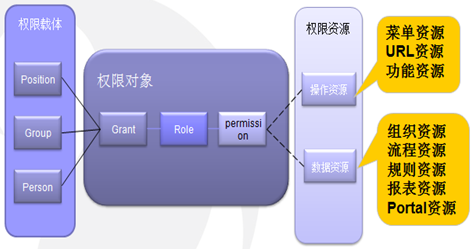 权限载体
Position
Group
Person
权限对象
Grant
Role
permissi
on
权限资源
操作资源
数据资源
菜单资源
URL资源
功能资源
组织资源
流程资源
规则资源
报表资源
Portal资源